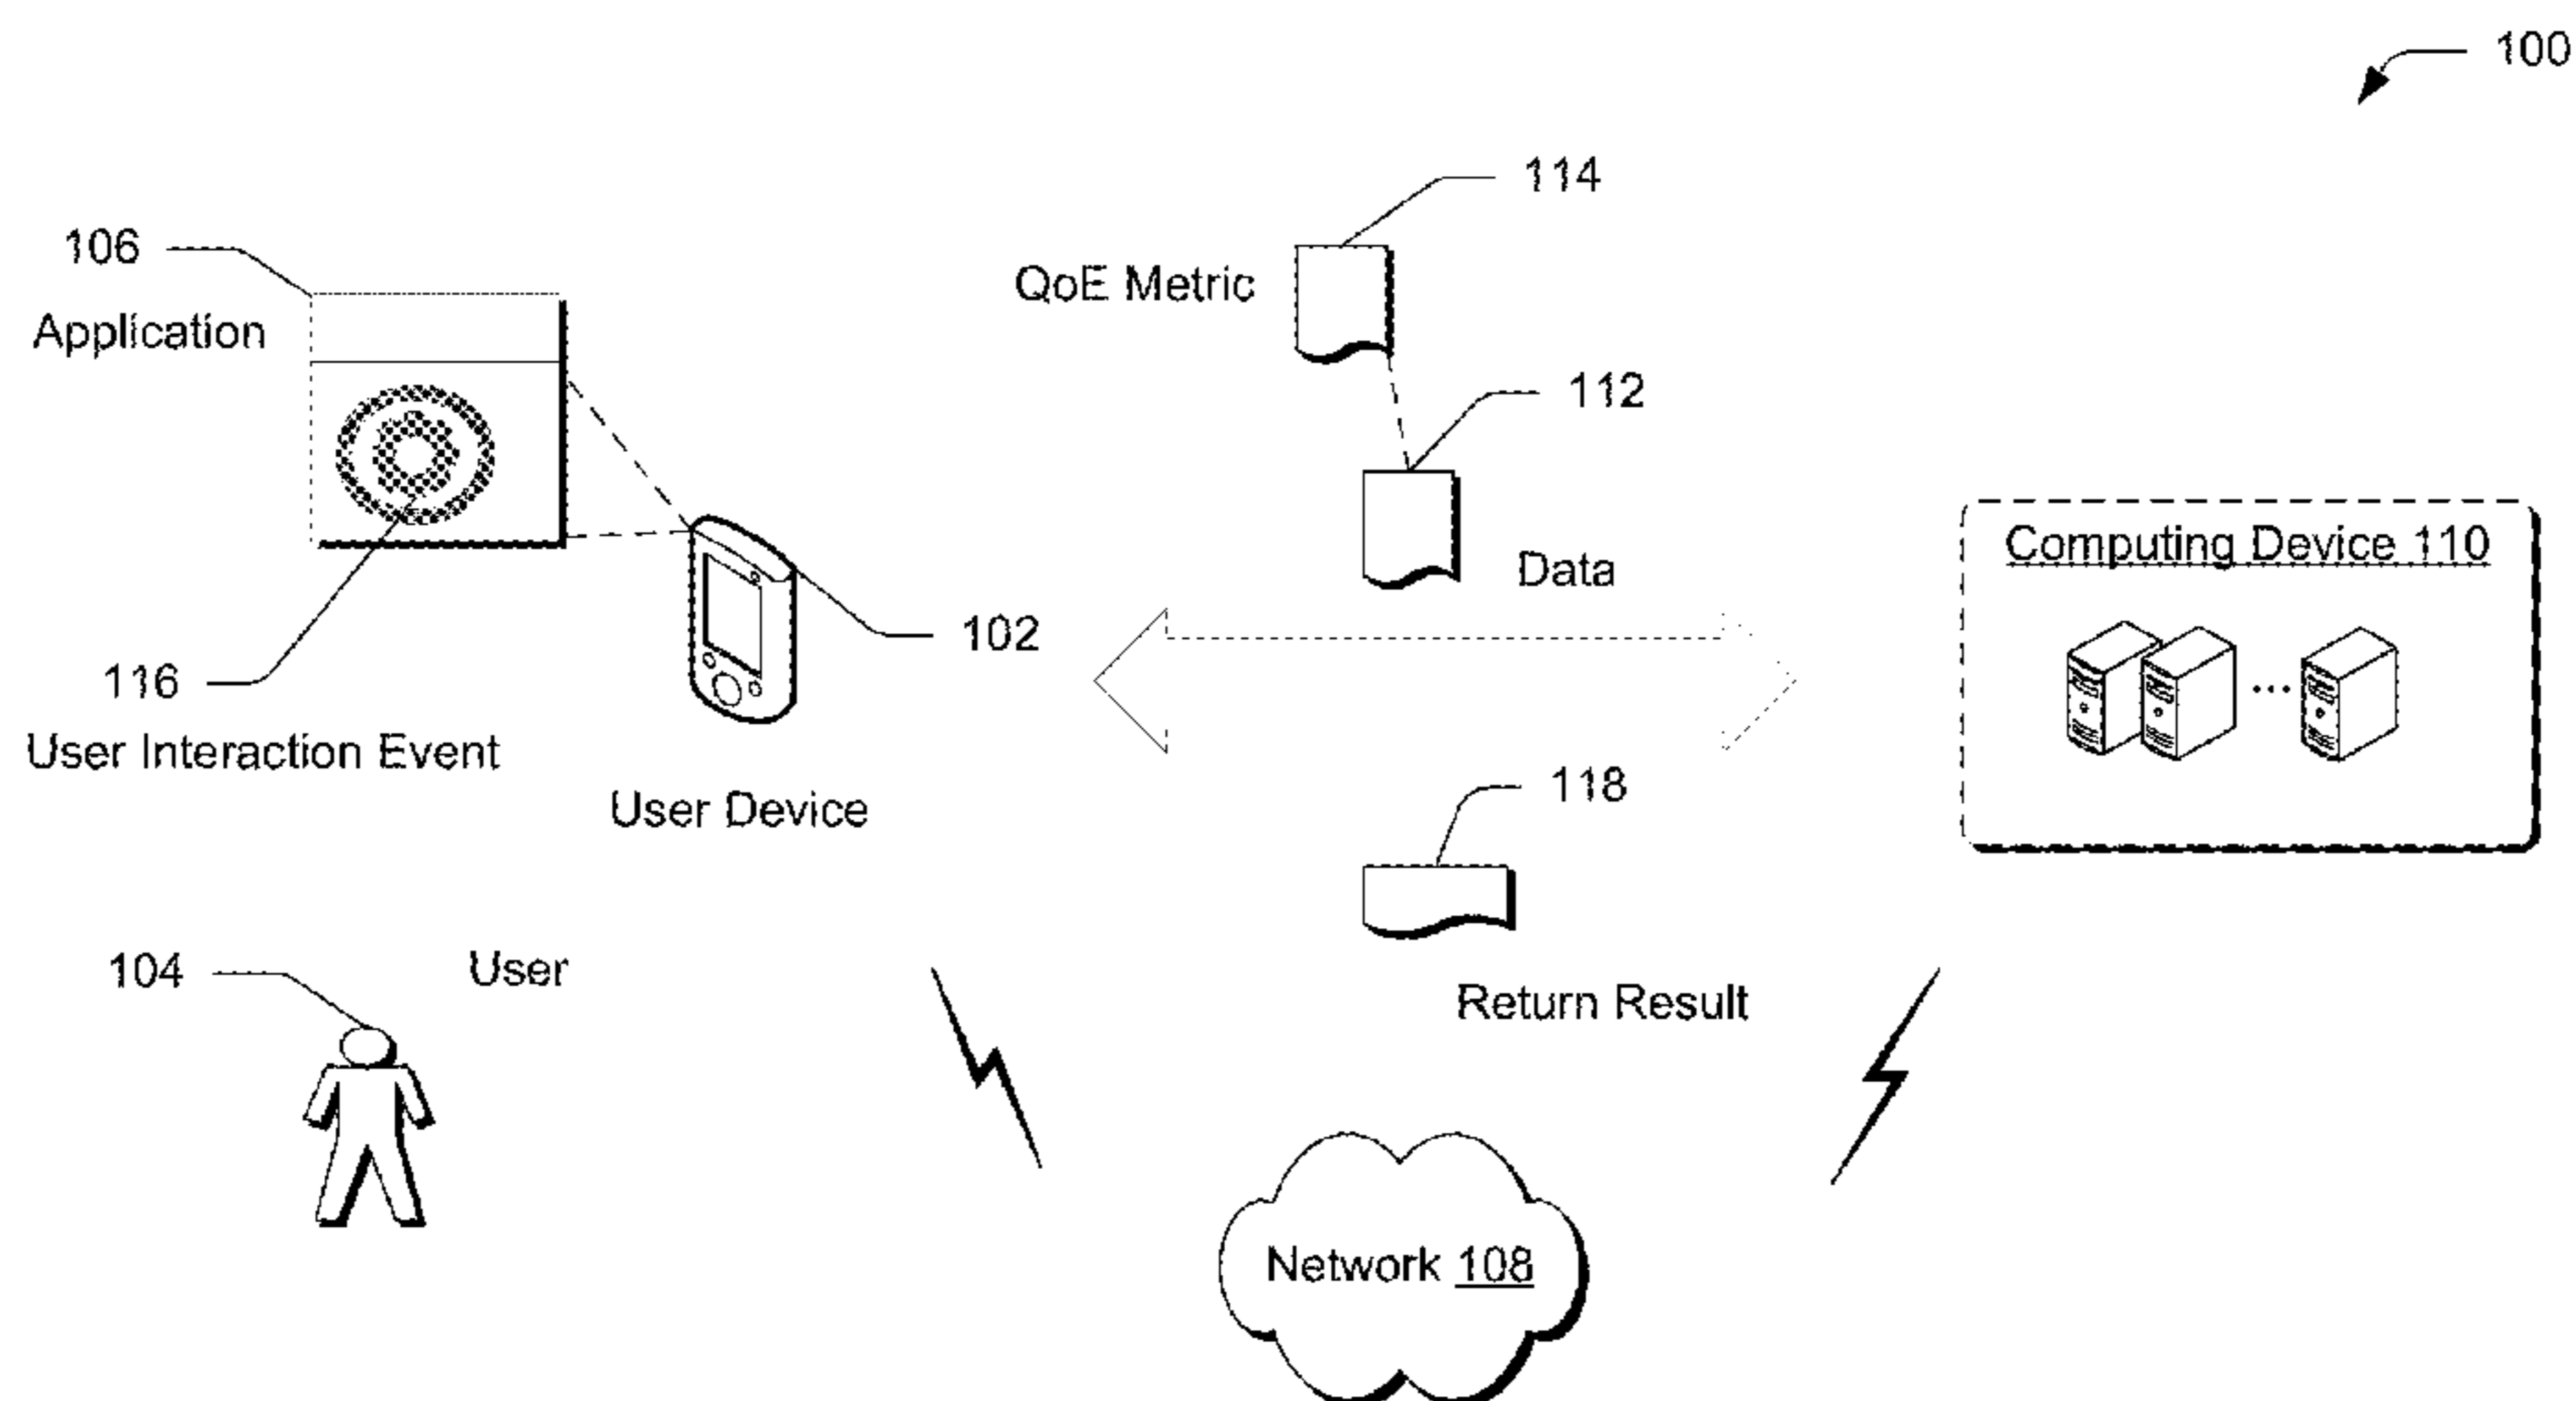 100
114
106
QoE Metric
Application
112
Computing Device 110
Data
102
116
User Interaction Event
118
User Device
104
User
Return Result
Network 108